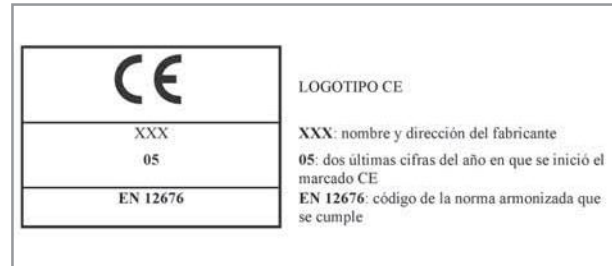 CE
LOGOTIPO CE
XXX
XXX: nombre y dirección del fabricante
05
05: dos últimas cifras del año en que se inició el
marcado CE
EN 12676
EN 12676: código de la norma armonizada que
se cumple